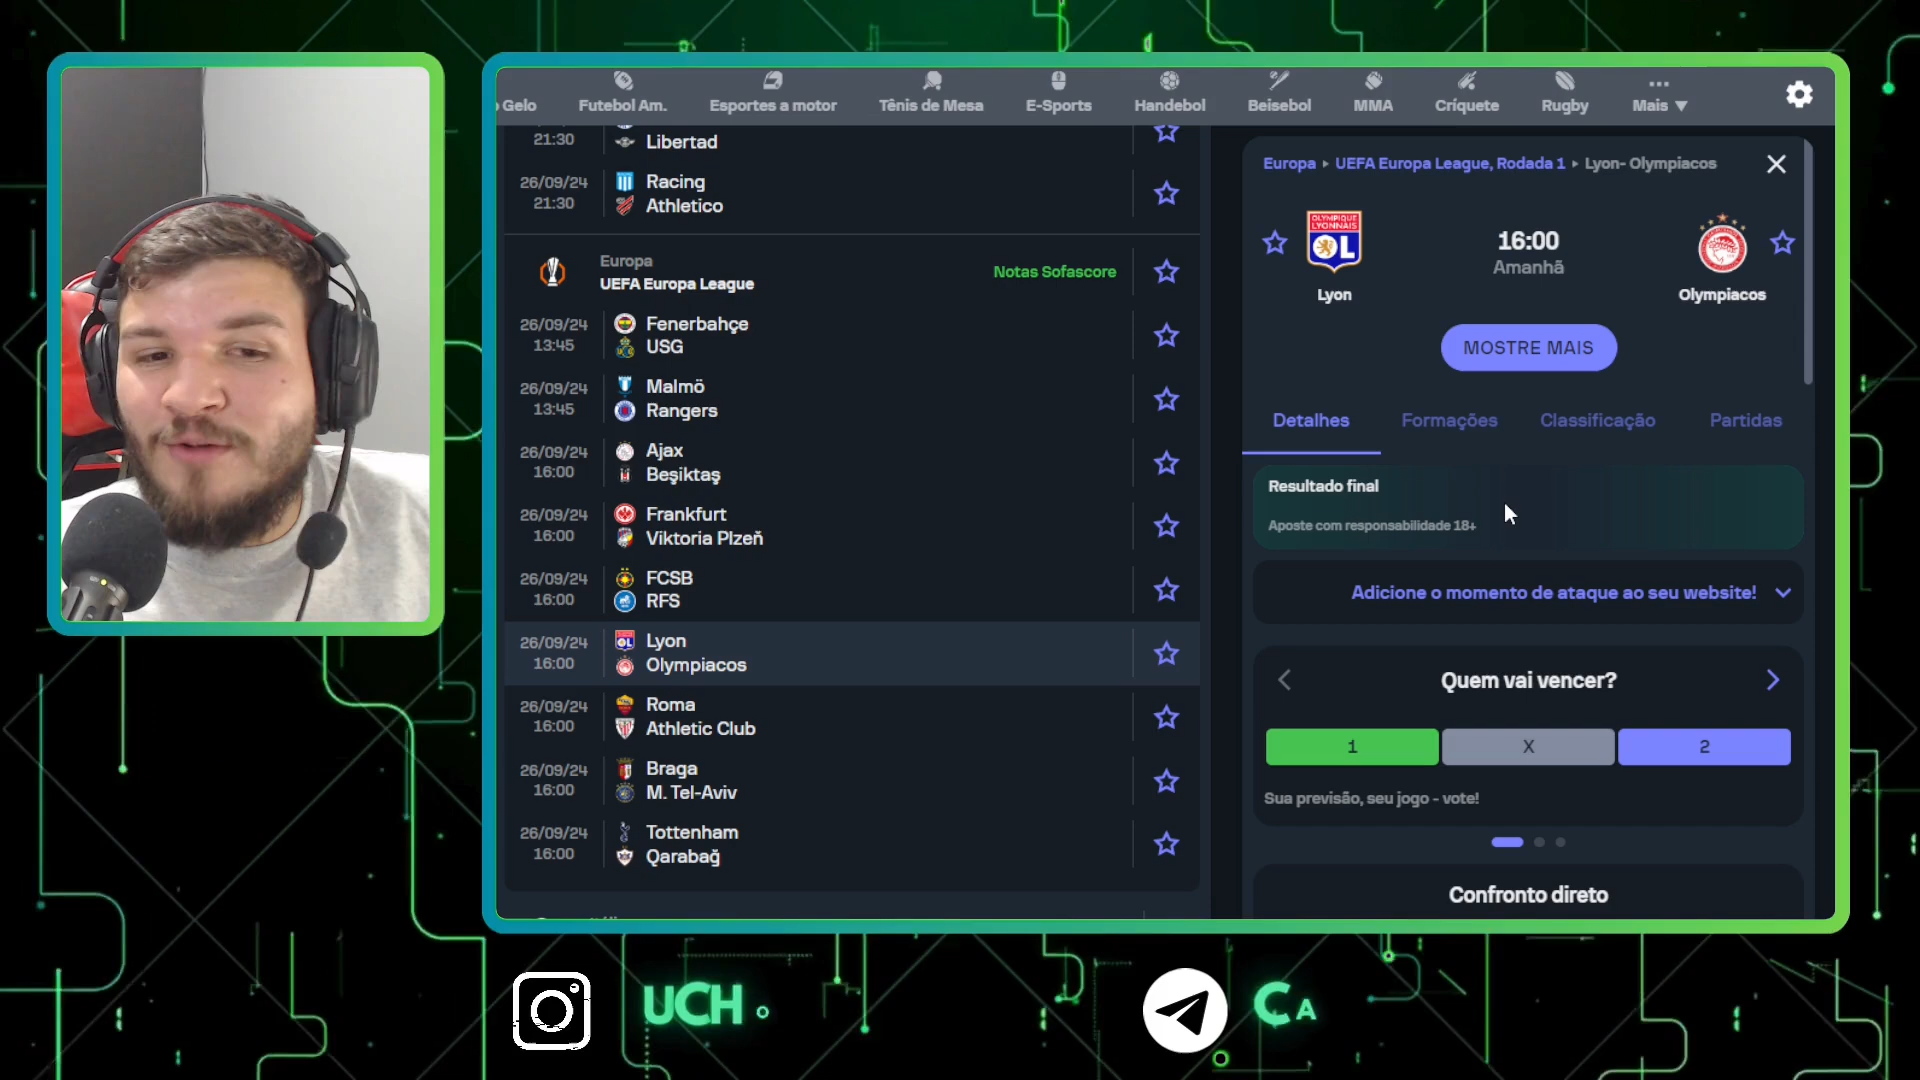 o Gelo
Futebol Am.
Esportes a motor
Tênis de Mesa
E-Sports
Handebol
Beisebol
MMA
Críquete
Rugby
Mais ▼
21:30
Libertad
26/09/24
21:30
Racing
Athletico
Europa
UEFA Europa League
Notas Sofascore
26/09/24
13:45
Fenerbahçe
USG
26/09/24
13:45
Malmö
Rangers
26/09/24
16:00
Ajax
Beşiktaş
26/09/24
16:00
Frankfurt
Viktoria Plzeň
26/09/24
16:00
FCSB
RFS
26/09/24
16:00
Lyon
Olympiacos
26/09/24
16:00
Roma
Athletic Club
26/09/24
16:00
Braga
M. Tel-Aviv
26/09/24
16:00
Tottenham
Qarabağ
Europa ▸ UEFA Europa League, Rodada 1 ▸ Lyon- Olympiacos
OLYMPIQUE
LYONNAIS
OL
16:00
Amanhã
Lyon
Olympiacos
MOSTRE MAIS
Detalhes
Formações
Classificação
Partidas
Resultado final
Aposte com responsabilidade 18+
Adicione o momento de ataque ao seu website!
Quem vai vencer?
1
X
2
Sua previsão, seu jogo - vote!
Confronto direto
UCH o
CA